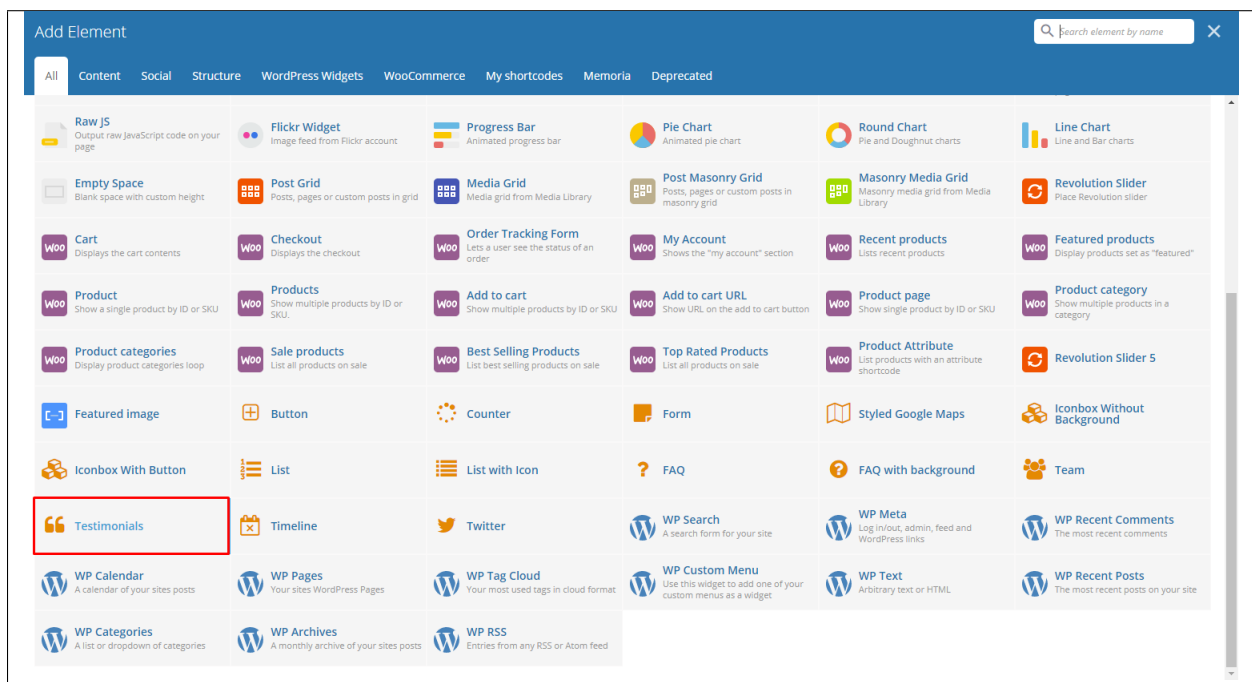 Add Element
Search element by name
All Content Social Structure WordPress Widgets WooCommerce My shortcodes Memoria Deprecated
Raw JS
Output raw JavaScript code on your
page
Flickr Widget
Image feed from Flickr account
Progress Bar
Animated progress bar
Pie Chart
Animated pie chart
Round Chart
Pie and Doughnut charts
Line Chart
Line and Bar charts
Empty Space
Blank space with custom height
Post Grid
Posts, pages or custom posts in grid
Media Grid
Media grid from Media Library
Post Masonry Grid
Posts, pages or custom posts in
masonry grid
Masonry Media Grid
Masonry media grid from Media
Library
Revolution Slider
Place Revolution slider
Woo
Cart
Displays the cart contents
Woo
Checkout
Displays the checkout
Woo
Order Tracking Form
Lets a user see the status of an
order
Woo
My Account
Shows the "my account" section
Woo
Recent products
Lists recent products
Woo
Featured products
Display products set as "featured"
Woo
Product
Show a single product by ID or SKU
Woo
Products
Show multiple products by ID or
SKU.
Woo
Add to cart
Show multiple products by ID or SKU
Woo
Add to cart URL
Show URL on the add to cart button
Woo
Product page
Show single product by ID or SKU
Woo
Product category
Show multiple products in a
category
Woo
Product categories
Display product categories loop
Woo
Sale products
List all products on sale
Woo
Best Selling Products
List best selling products on sale
Woo
Top Rated Products
List all products on sale
Woo
Product Attribute
List products with an attribute
shortcode
Revolution Slider 5
Featured image
Button
Counter
Form
Styled Google Maps
Iconbox Without
Background
Iconbox With Button
List
List with Icon
FAQ
FAQ with background
Team
Testimonials
Timeline
Twitter
WP Search
A search form for your site
WP Meta
Log in/out, admin, feed and
WordPress links
WP Recent Comments
The most recent comments
WP Calendar
A calendar of your sites posts
WP Pages
Your sites WordPress Pages
WP Tag Cloud
Your most used tags in cloud format
WP Custom Menu
Use this widget to add one of your
custom menus as a widget
WP Text
Arbitrary text or HTML
WP Recent Posts
The most recent posts on your site
WP Categories
A list or dropdown of categories
WP Archives
A monthly archive of your sites posts
WP RSS
Entries from any RSS or Atom feed